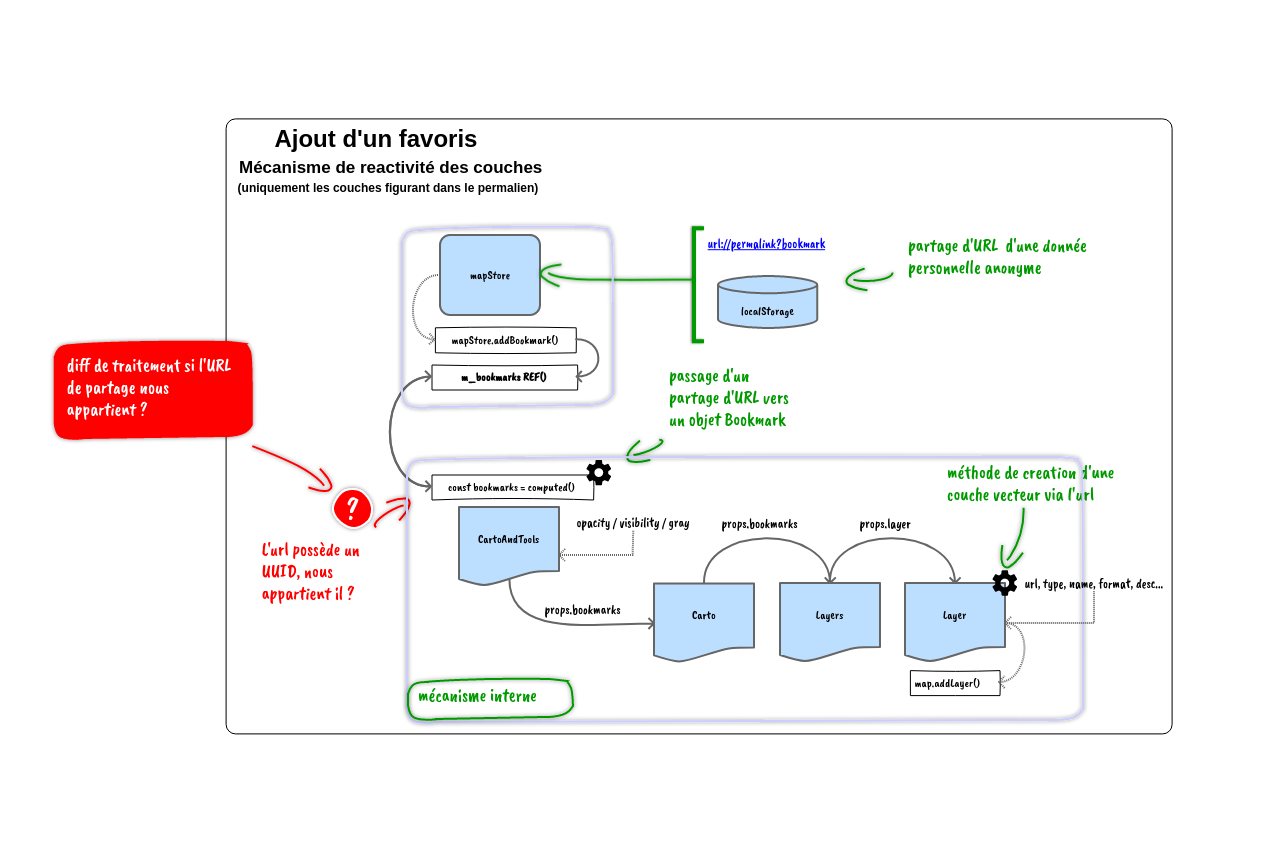 Ajout d'un favoris
Mécanisme de reactivité des couches
(uniquement les couches figurant dans le permalien)
mapStore
url://permalink?bookmark
localStorage
partage d'URL d'une donnée
personnelle anonyme
mapStore.addBookmark()
m_bookmarks REF()
diff de traitement si l'URL
de partage nous
appartient ?
passage d'un
partage d'URL vers
un objet Bookmark
?
L'url possède un
UUID, nous
appartient il ?
const bookmarks = computed()
méthode de creation d'une
couche vecteur via l'url
CartoAndTools
opacity / visibility / gray
props.bookmarks
props.layer
props.bookmarks
Carto
Layers
Layer
url, type, name, format, desc...
map.addLayer()
mécanisme interne